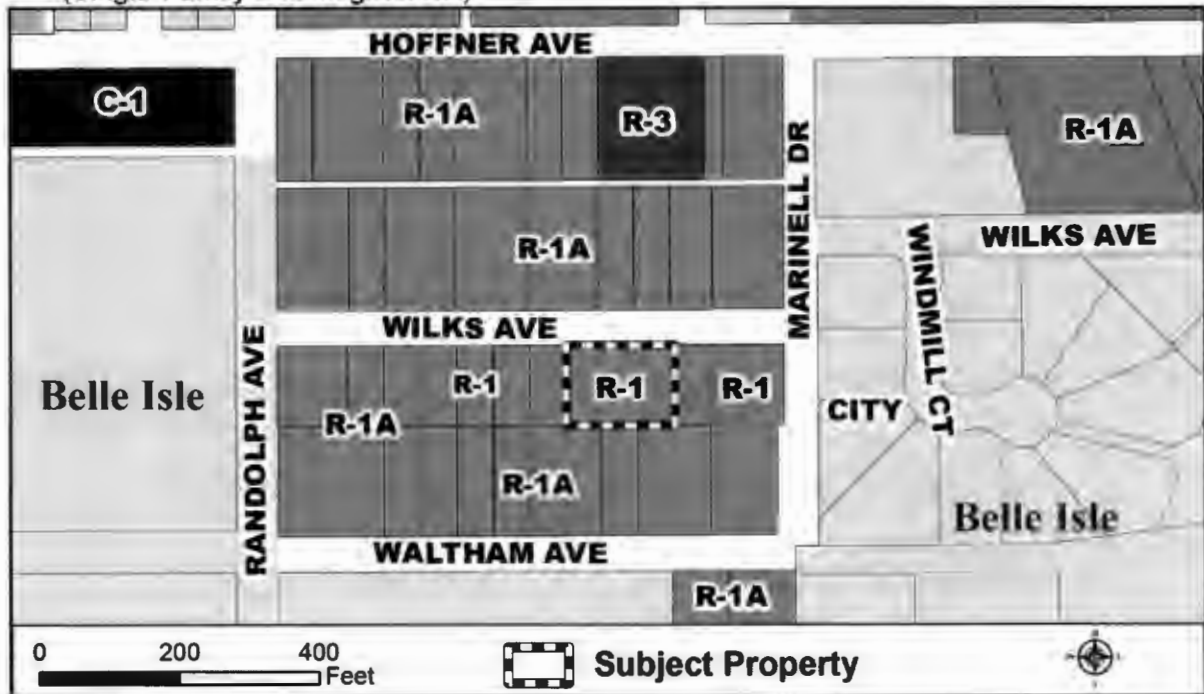 HOFFNER AVE
C-1
R-1A
R-3
R-1A
MARINELL DR
R-1A
WILKS AVE
WINDMILL CT
WILKS AVE
RANDOLPH AVE
Belle Isle
R-1
R-1
R-1
CITY
R-1A
R-1A
Belle Isle
WALTHAM AVE
R-1A
0 200 400
Feet
Subject Property